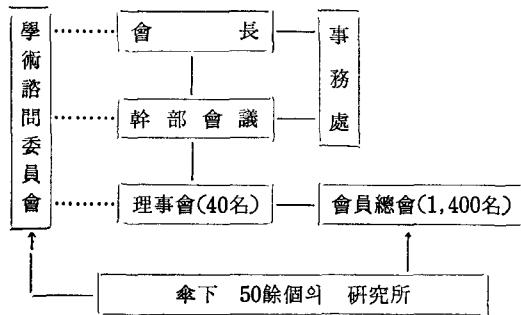 學術諮問委員會
會長
事務處
幹部會議
理事會(40名)
會員總會(1,400名)
傘下 50餘個의 硏究所